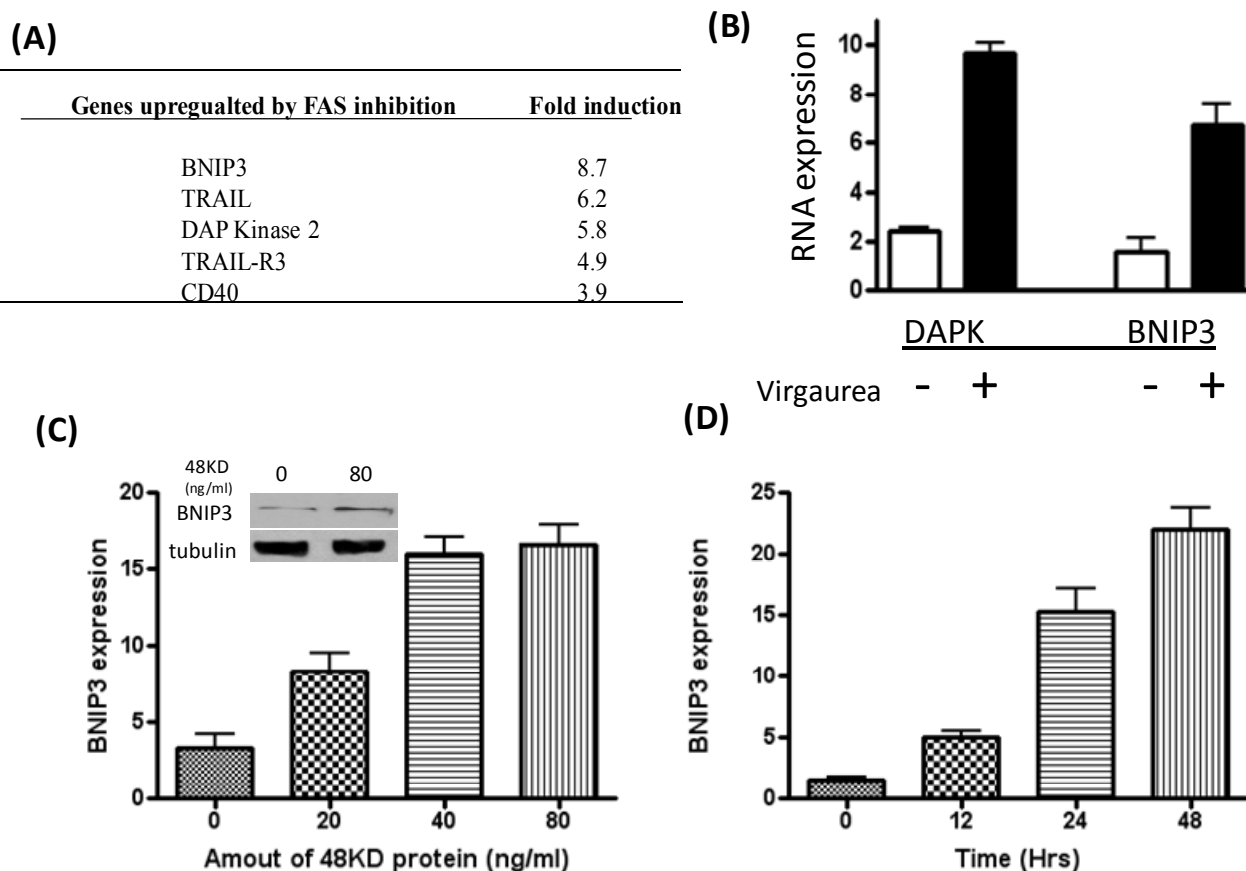 (A)
Genes upregualted by FAS inhibition Fold induction
BNIP3 8.7
TRAIL 6.2
DAP Kinase 2 5.8
TRAIL-R3 4.9
CD40 3.9
(B)
RNA expression
10
8
6
4
2
0
DAPK BNIP3
Virgaurea - + - +
(C)
48KD 0 80
(ng/ml)
BNIP3
tubulin
BNIP3 expression
20
15
10
5
0
0 20 40 80
Amout of 48KD protein (ng/ml)
(D)
BNIP3 expression
25
20
15
10
5
0
0 12 24 48
Time (Hrs)